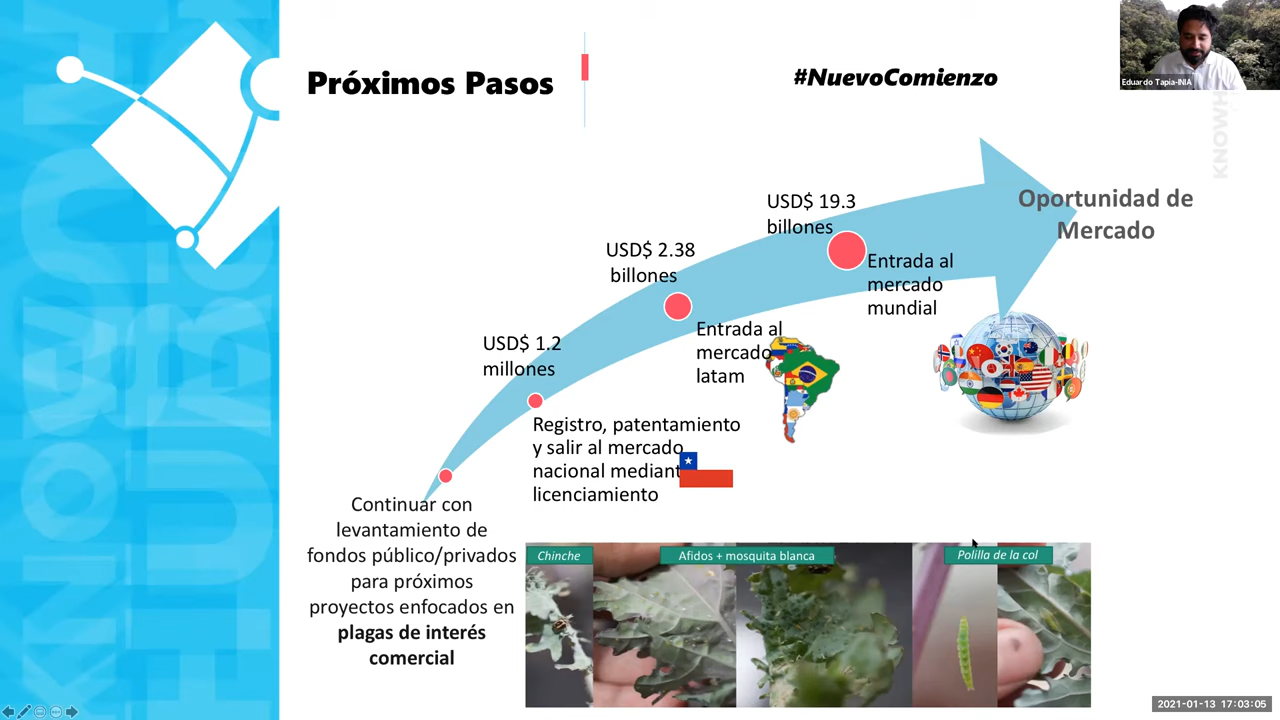 Próximos Pasos
#NuevoComienzo
Eduardo Tapia-INIA
KNOWH
Oportunidad de
Mercado
USD$ 19.3
billones
Entrada al
mercado
mundial
USD$ 2.38
billones
Entrada al
mercado
latam
USD$ 1.2
millones
Registro, patentamiento
y salir al mercado
nacional mediant
licenciamiento
Continuar con
levantamiento de
fondos público/privados
para próximos
proyectos enfocados en
plagas de interés
comercial
Chinche
Afidos + mosquita blanca
Polilla de la col
KNOWH
HUB
2021-01-13 17:03:05